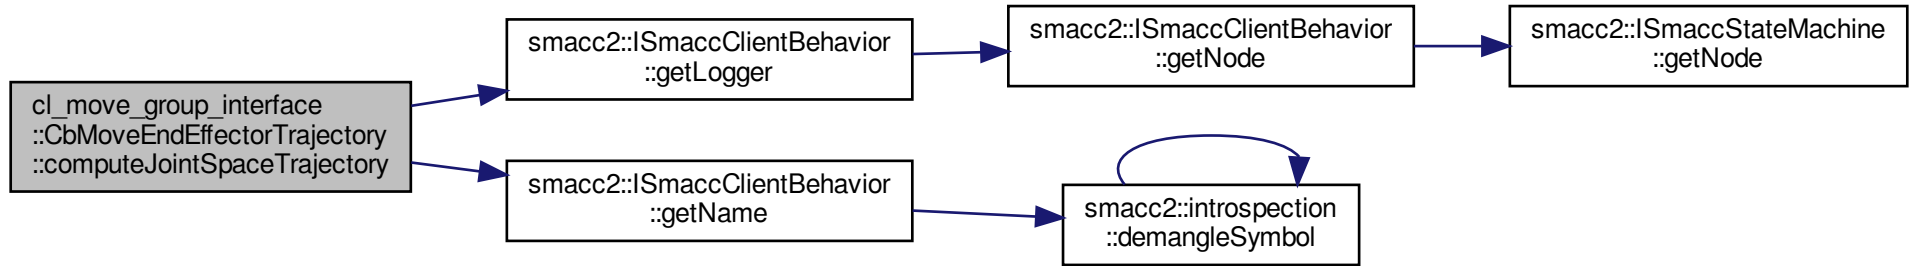 cl_move_group_interface
::CbMoveEndEffectorTrajectory
::computeJointSpaceTrajectory
smacc2::ISmaccClientBehavior
::getLogger
smacc2::ISmaccClientBehavior
::getNode
smacc2::ISmaccStateMachine
::getNode
smacc2::ISmaccClientBehavior
::getName
smacc2::introspection
::demangleSymbol